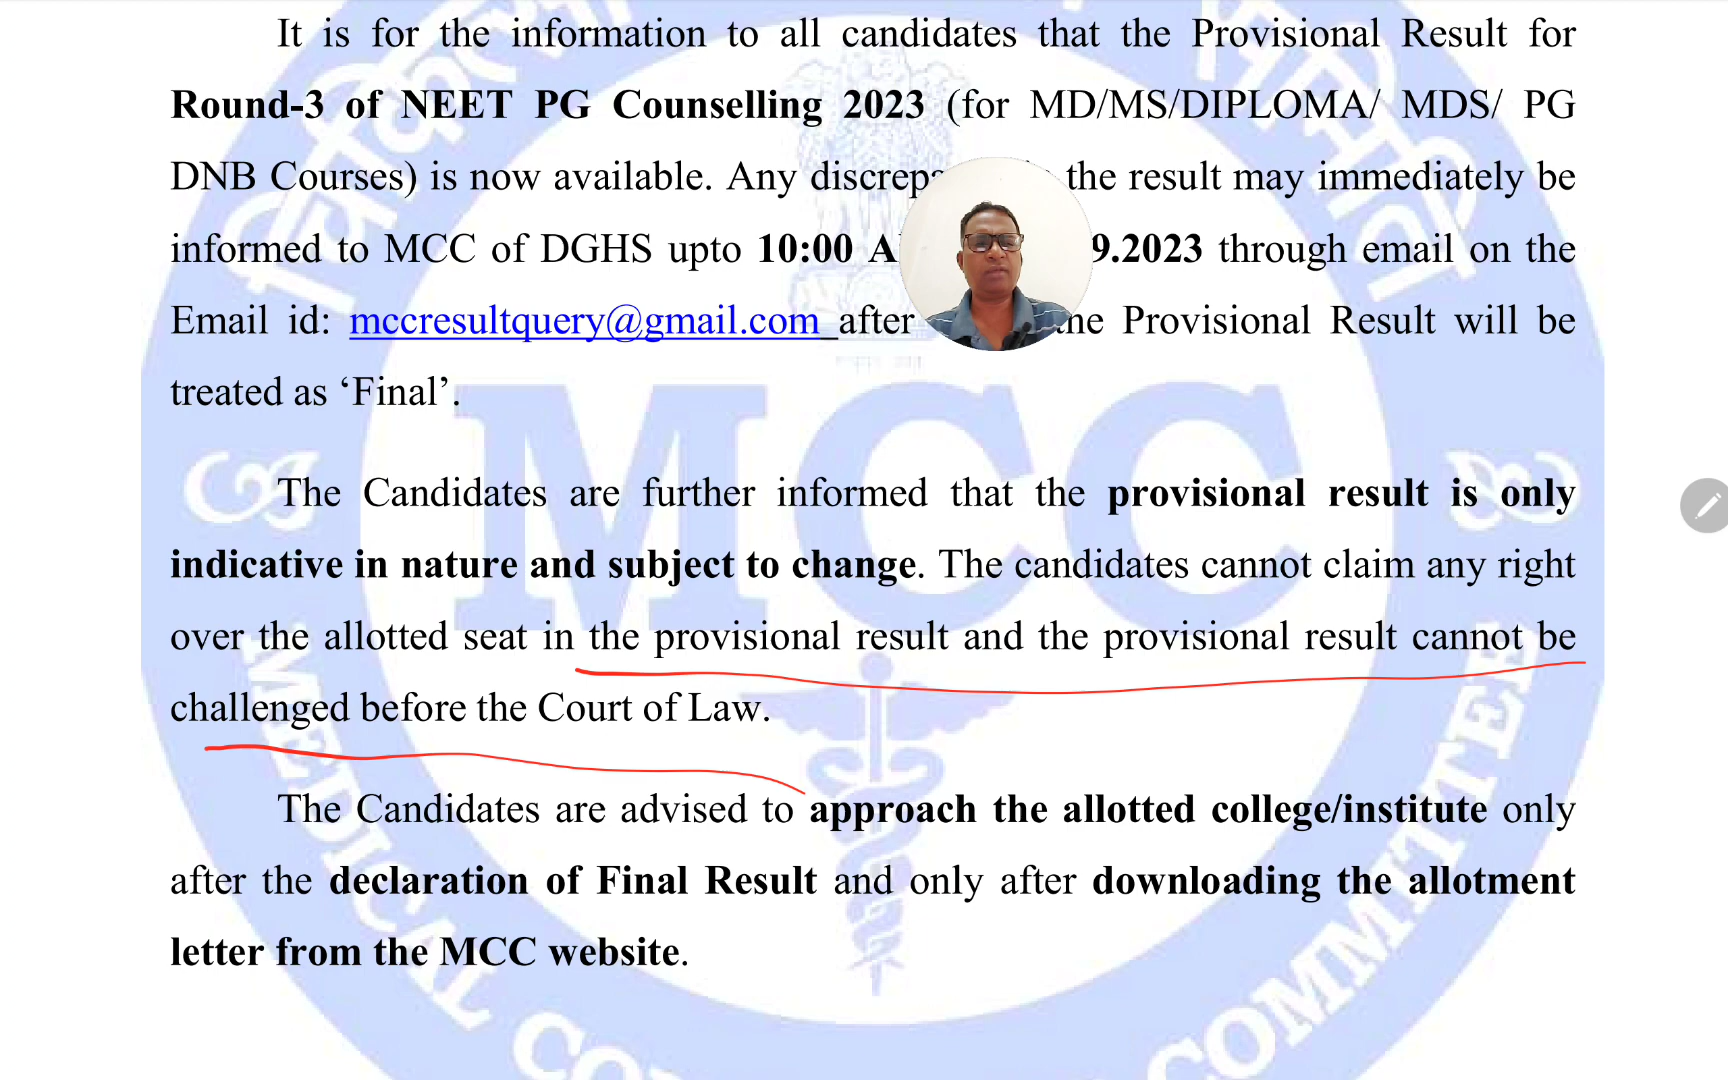 It is for the information to all candidates that the Provisional Result for
Round-3 of NEET PG Counselling 2023 (for MD/MS/DIPLOMA/ MDS/ PG
DNB Courses) is now available. Any the result may immediately be
informed to MCC of DGHS upto 10:00 9.2023 through email on the
Email id: mccresultquery@gmail.com after the Provisional Result will be
treated as ‘Final’.
MCC
The Candidates are further informed that the provisional result is only
indicative in nature and subject to change. The candidates cannot claim any right
over the allotted seat in the provisional result and the provisional result cannot be
challenged before the Court of Law.
The Candidates are advised to approach the allotted college/institute only
after the declaration of Final Result and only after downloading the allotment
letter from the MCC website.
MEDICAL COMMITTEE